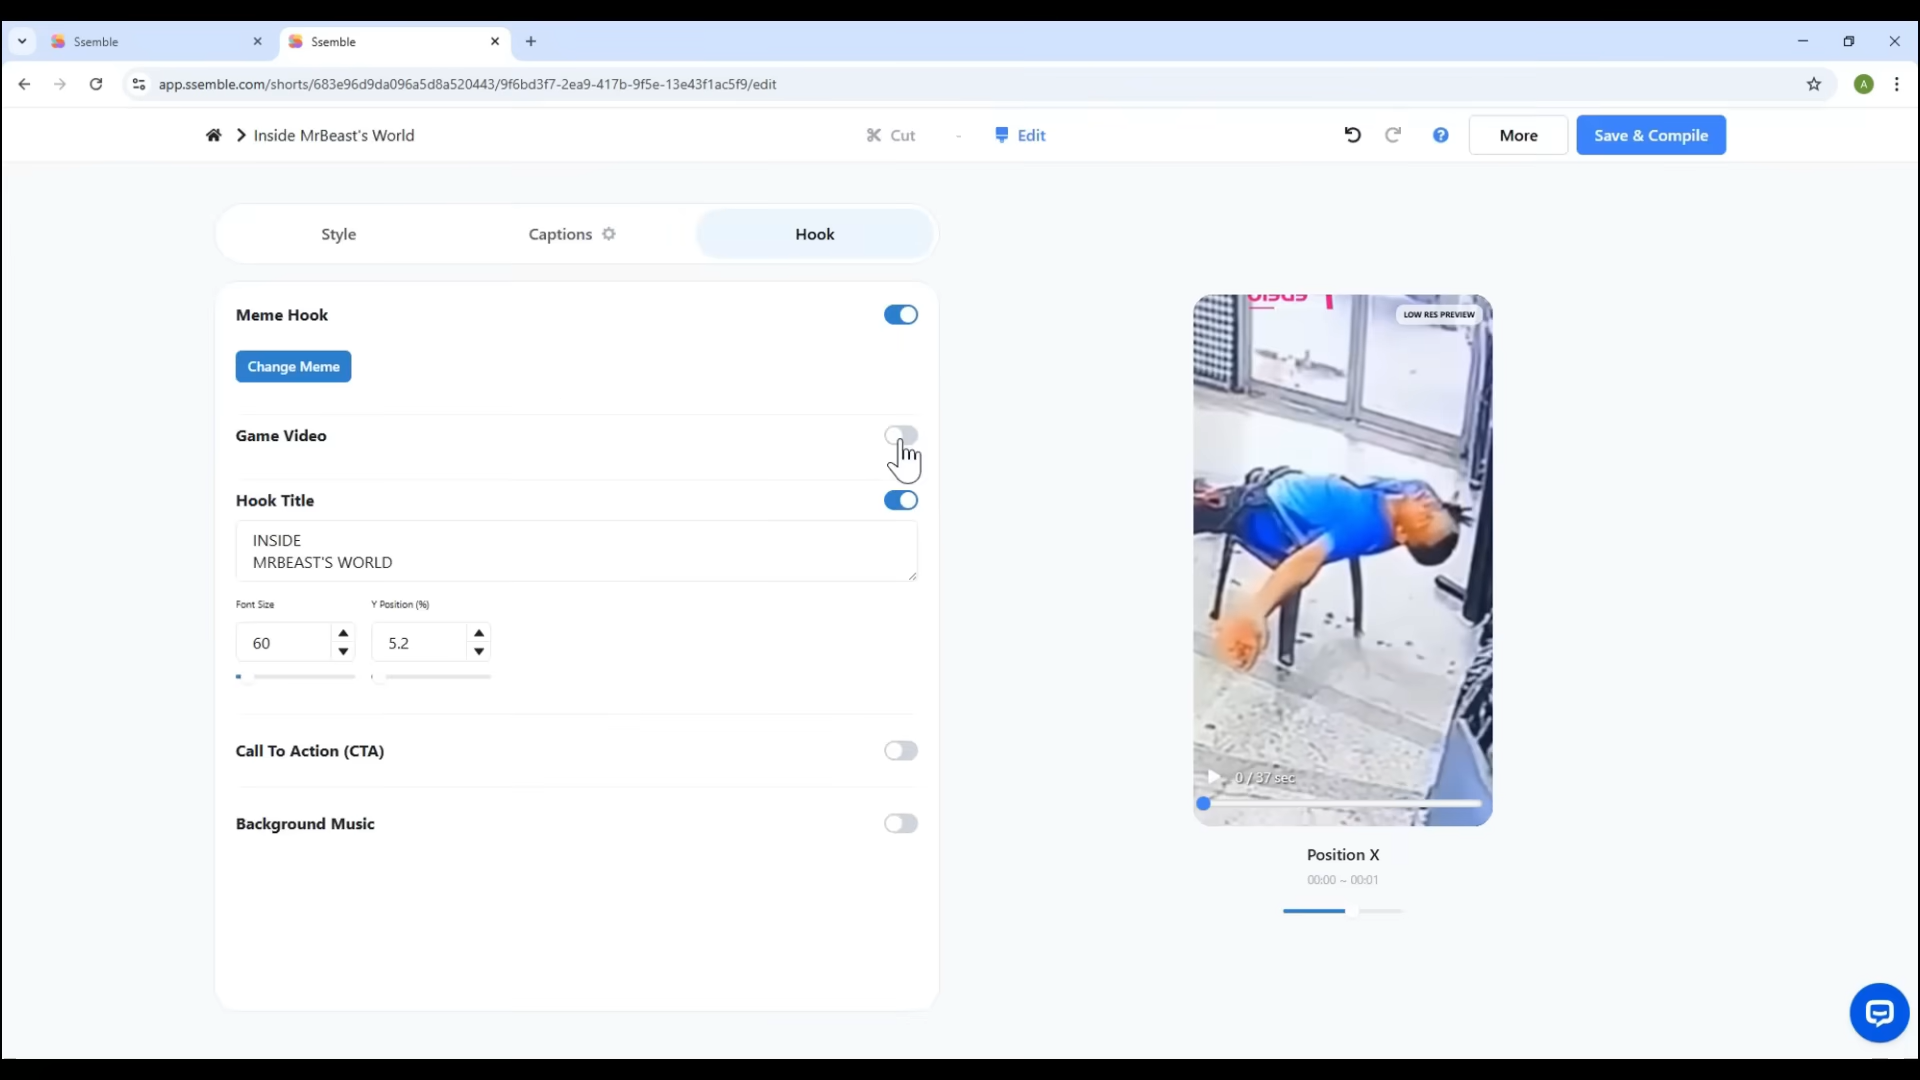 Ssemble
Ssemble
app.ssemble.com/shorts/683e96d9da096a5d8a520443/9f6bd3f7-2ea9-417b-9f5e-13e43f1ac5f9/edit
A
Inside MrBeast's World
Cut - Edit
?
More
Save & Compile
Style
Captions
Hook
Meme Hook
Change Meme
Game Video
Hook Title
INSIDE
MRBEAST'S WORLD
Font Size
Y Position (%)
60
5.2
Call To Action (CTA)
Background Music
LOW RES PREVIEW
0 / 37 sec
Position X
00:00 ~ 00:01